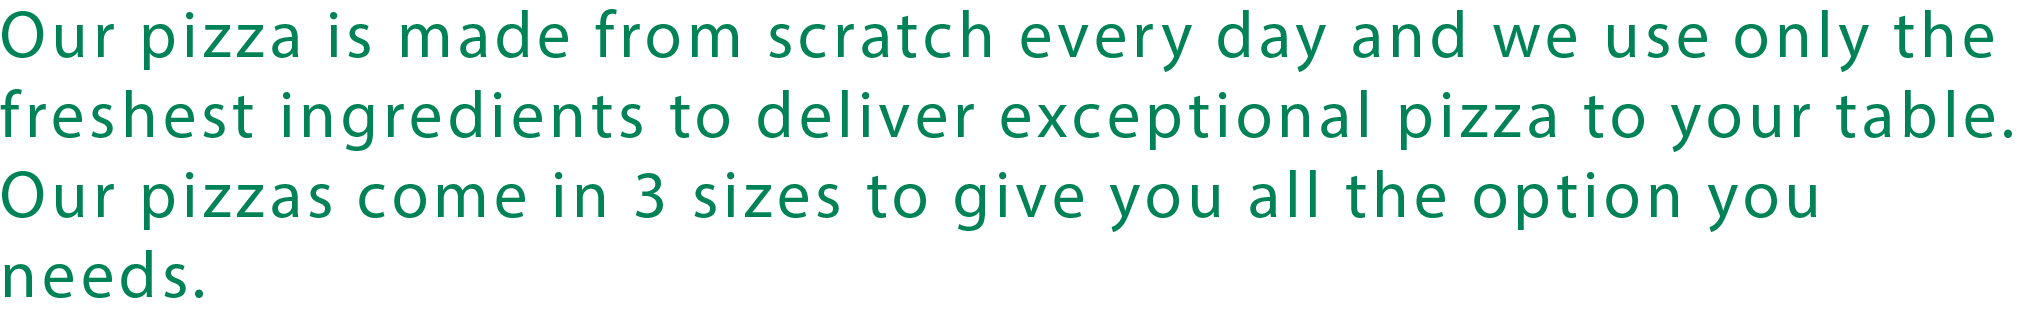 Our pizza is made from scratch every day and we use only the
freshest ingredients to deliver exceptional pizza to your table.
Our pizzas come in 3 sizes to give you all the option you
needs.